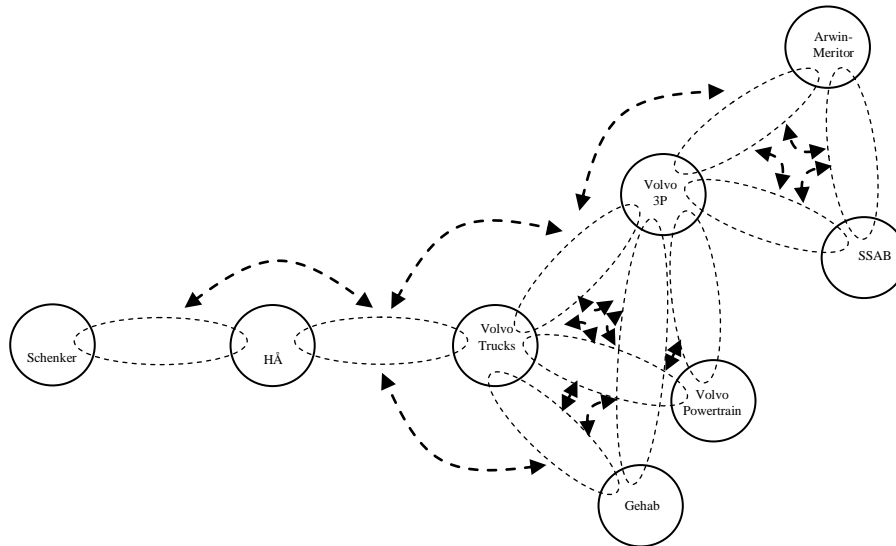 Arwin-
Meritor
Volvo
3P
SSAB
Schenker
HÅ
Volvo
Trucks
Volvo
Powertrain
Gehab